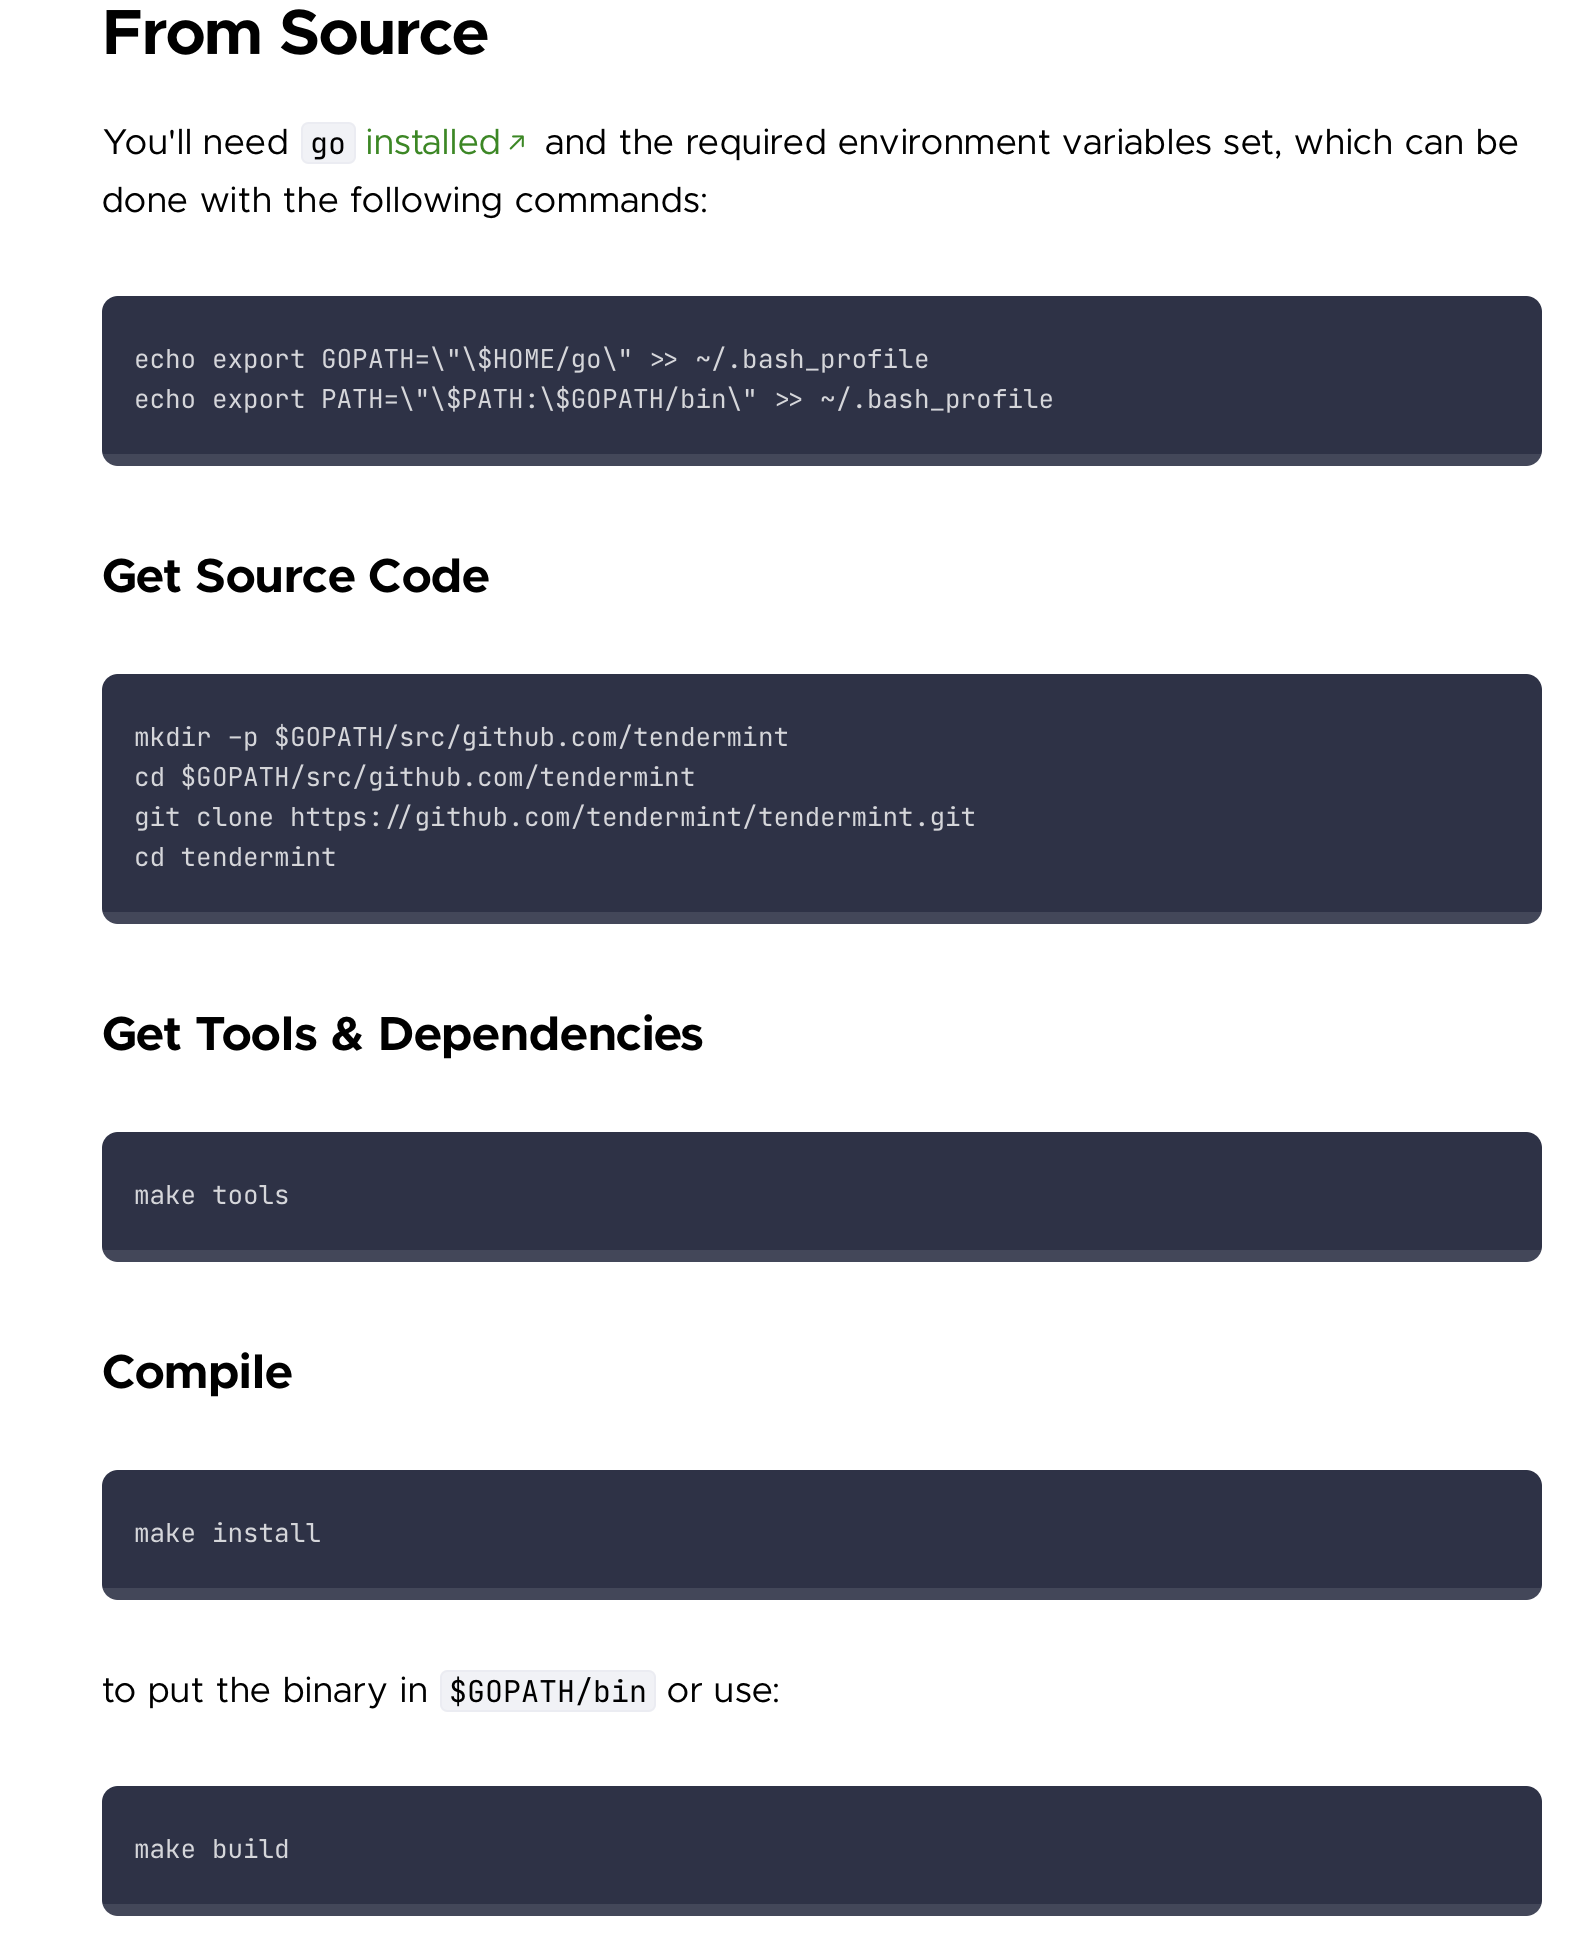 From Source
You'll need go installed↗ and the required environment variables set, which can be
done with the following commands:
echo export GOPATH=\"\$HOME/go\" >> ~/.bash_profile
echo export PATH=\"\$PATH:\$GOPATH/bin\" >> ~/.bash_profile
Get Source Code
mkdir -p $GOPATH/src/github.com/tendermint
cd $GOPATH/src/github.com/tendermint
git clone https://github.com/tendermint/tendermint.git
cd tendermint
Get Tools & Dependencies
make tools
Compile
make install
to put the binary in $GOPATH/bin or use:
make build